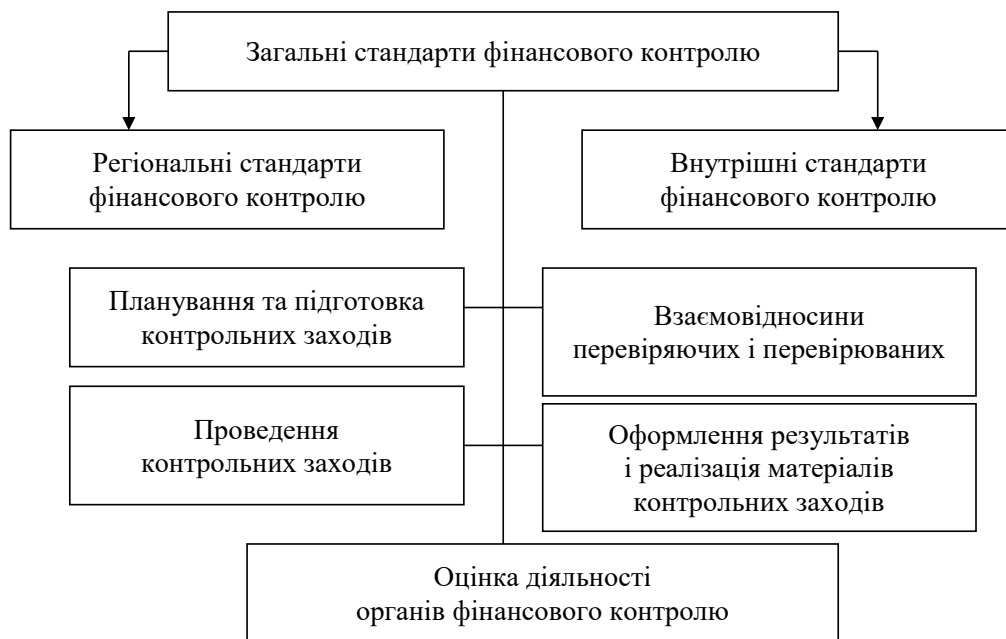 Загальні стандарти фінансового контролю
Регіональні стандарти
фінансового контролю
Внутрішні стандарти
фінансового контролю
Планування та підготовка
контрольних заходів
Взаємовідносини
перевіряючих і перевірюваних
Проведення
контрольних заходів
Оформлення результатів
і реалізація матеріалів
контрольних заходів
Оцінка діяльності
органів фінансового контролю